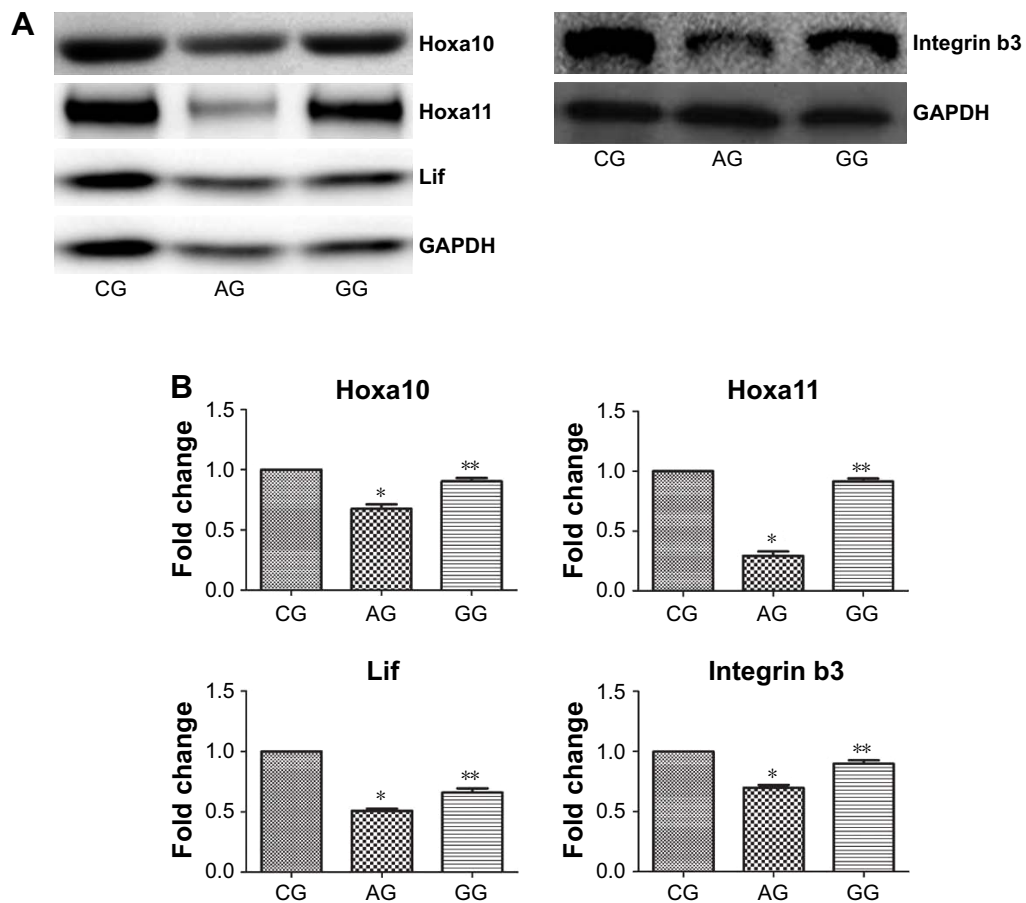 A
Hoxa10
Hoxa11
Lif
GAPDH
CG AG GG
Integrin b3
GAPDH
CG AG GG
B
Hoxa10
Fold change
1.5
1.0
0.5
0.0
*
**
CG AG GG
Hoxa11
Fold change
1.5
1.0
0.5
0.0
*
**
CG AG GG
Lif
Fold change
1.5
1.0
0.5
0.0
*
**
CG AG GG
Integrin b3
Fold change
1.5
1.0
0.5
0.0
*
**
CG AG GG